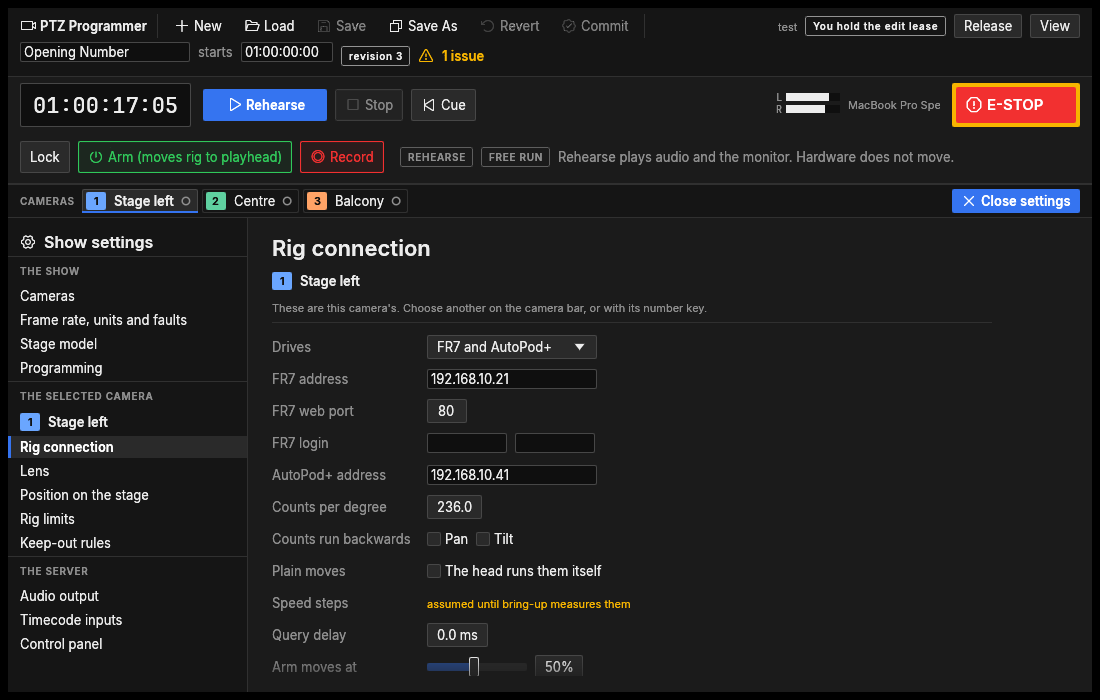 PTZ Programmer New Load Save Save As Revert Commit test You hold the edit lease Release View
Opening Number starts 01:00:00:00 revision 3 1 issue
01:00:17:05 Rehearse Stop Cue L R MacBook Pro Spe E-STOP
Lock Arm (moves rig to playhead) Record REHEARSE FREE RUN Rehearse plays audio and the monitor. Hardware does not move.
CAMERAS 1 Stage left 2 Centre 3 Balcony Close settings
Show settings
THE SHOW
Cameras
Frame rate, units and faults
Stage model
Programming
THE SELECTED CAMERA
1 Stage left
Rig connection
Lens
Position on the stage
Rig limits
Keep-out rules
THE SERVER
Audio output
Timecode inputs
Control panel
Rig connection
1 Stage left
These are this camera's. Choose another on the camera bar, or with its number key.
Drives FR7 and AutoPod+
FR7 address 192.168.10.21
FR7 web port 80
FR7 login
AutoPod+ address 192.168.10.41
Counts per degree 236.0
Counts run backwards Pan Tilt
Plain moves The head runs them itself
Speed steps assumed until bring-up measures them
Query delay 0.0 ms
Arm moves at 50%